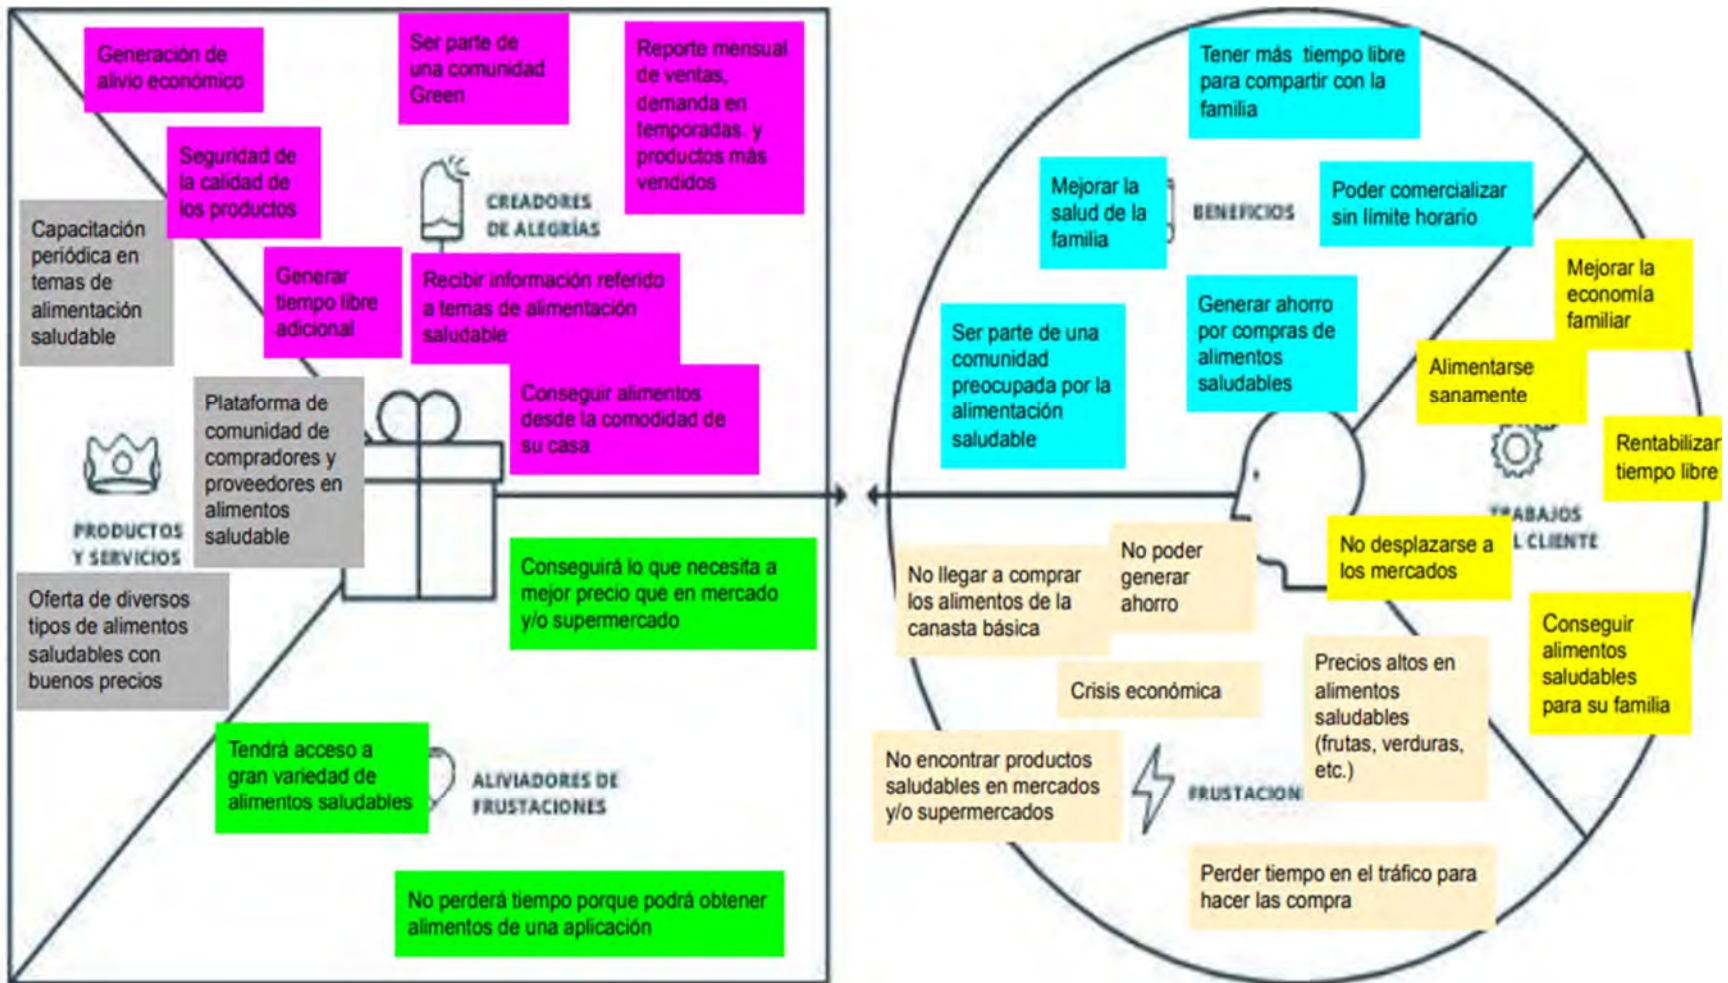 Generación de
alivio económico
Ser parte de
una comunidad
Green
Reporte mensual
de ventas,
demanda en
temporadas. y
productos más
vendidos
Seguridad de
la calidad de
los productos
CREADORES
DE ALEGRÍAS
Capacitación
periódica en
temas de
alimentación
saludable
Generar
tiempo libre
adicional
Recibir información referido
a temas de alimentación
saludable
Conseguir alimentos
desde la comodidad de
su casa
Plataforma de
comunidad de
compradores y
proveedores en
alimentos
saludable
PRODUCTOS
Y SERVICIOS
Oferta de diversos
tipos de alimentos
saludables con
buenos precios
Conseguirá lo que necesita a
mejor precio que en mercado
y/o supermercado
Tendrá acceso a
gran variedad de
alimentos saludables
ALIVIADORES DE
FRUSTACIONES
No perderá tiempo porque podrá obtener
alimentos de una aplicación
Tener más tiempo libre
para compartir con la
familia
Mejorar la
salud de la
familia
BENEFICIOS
Poder comercializar
sin límite horario
Ser parte de una
comunidad
preocupada por la
alimentación
saludable
Generar ahorro
por compras de
alimentos
saludables
Mejorar la
economía
familiar
Alimentarse
sanamente
Rentabilizar
tiempo libre
TRABAJOS
CLIENTE
No desplazarse a
los mercados
Conseguir
alimentos
saludables
para su familia
No llegar a comprar
los alimentos de la
canasta básica
No poder
generar
ahorro
Crisis económica
Precios altos en
alimentos
saludables
(frutas, verduras,
etc.)
No encontrar productos
saludables en mercados
y/o supermercados
FRUSTACION
Perder tiempo en el tráfico para
hacer las compra